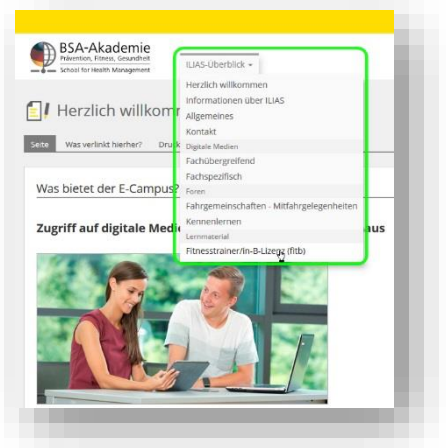 BSA-Akademie
Prävention, Fitness, Gesundheit
School for Health Management
ILIAS-Überblick
Herzlich willkommen
Informationen über ILIAS
Allgemeines
Kontakt
Digitale Medien
Fachübergreifend
Fachspezifisch
Foren
Fahrgemeinschaften - Mitfahrgelegenheiten
Kennenlernen
Lernmaterial
Fitnesstrainer/in-B-Lizenz (fitb)
Herzlich willkom
Seite Was verlinkt hierher? Druck
Was bietet der E-Campus?
Zugriff auf digitale Medie aus